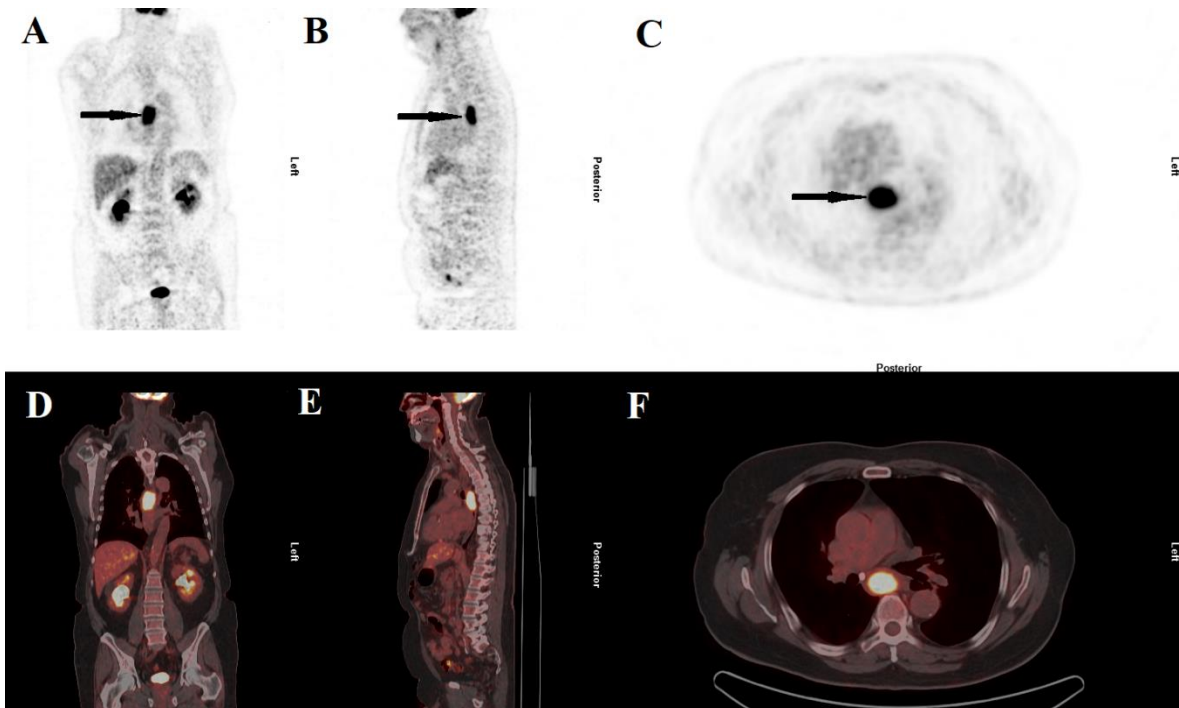 A
B
C
Left
Posterior
Left
Posterior
D
E
F
Left
Posterior
Left